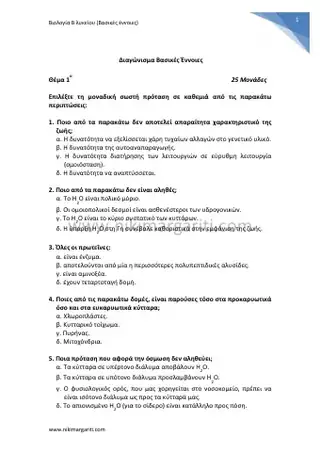 Βιολογία Β λυκείου (Βασικές έννοιες)
1
Διαγώνισμα Βασικές Έννοιες
Θέμα 1°
25 Μονάδες
Επιλέξτε τη μοναδική σωστή πρόταση σε καθεμιά από τις παρακάτω
περιπτώσεις:
1. Ποιο από τα παρακάτω δεν αποτελεί απαραίτητα χαρακτηριστικό της
ζωής;
α. Η δυνατότητα να εξελίσσεται χάρη τυχαίων αλλαγών στο γενετικό υλικό.
β. Η δυνατότητα της αυτοαναπαραγωγής.
γ. Η δυνατότητα διατήρησης των λειτουργιών σε εύρυθμη λειτουργία
(ομοιόσταση).
δ. Η δυνατότητα να αναπτύσσεται.
2. Ποιο από τα παρακάτω δεν είναι αληθές;
α. Το H2O είναι πολικό μόριο.
β. Οι ομοιοπολικοί δεσμοί είναι ασθενέστεροι των υδρογονικών.
γ. Το H2O είναι το κύριο συστατικό των κυττάρων.
δ. Η ύπαρξη H2O στη Γη συνέβαλε καθοριστικά στην εμφάνιση της ζωής.
www.nikmargariti.com
3. Όλες οι πρωτεΐνες:
α. είναι ένζυμα.
β. αποτελούνται από μία η περισσότερες πολυπεπτιδικές αλυσίδες.
γ. είναι αμινοξέα.
δ. έχουν τεταρτοταγή δομή.
4. Ποιες από τις παρακάτω δομές, είναι παρούσες τόσο στα προκαρυωτικά
όσο και στα ευκαρυωτικά κύτταρα;
α. Χλωροπλάστες.
β. Κυτταρικό τοίχωμα.
γ. Πυρήνας.
δ. Μιτοχόνδρια.
5. Ποια πρόταση που αφορά την όσμωση δεν αληθεύει;
α. Τα κύτταρα σε υπέρτονο διάλυμα αποβάλουν H2O.
β. Τα κύτταρα σε υπότονο διάλυμα προσλαμβάνουν H2O.
γ. Ο φυσιολογικός ορός, που μας χορηγείται στο νοσοκομείο, πρέπει να
είναι ισότονο διάλυμα ως προς τα κύτταρά μας.
δ. Το απιονισμένο H2O (για το σίδερο) είναι κατάλληλο προς πόση.
www.nikmargariti.com